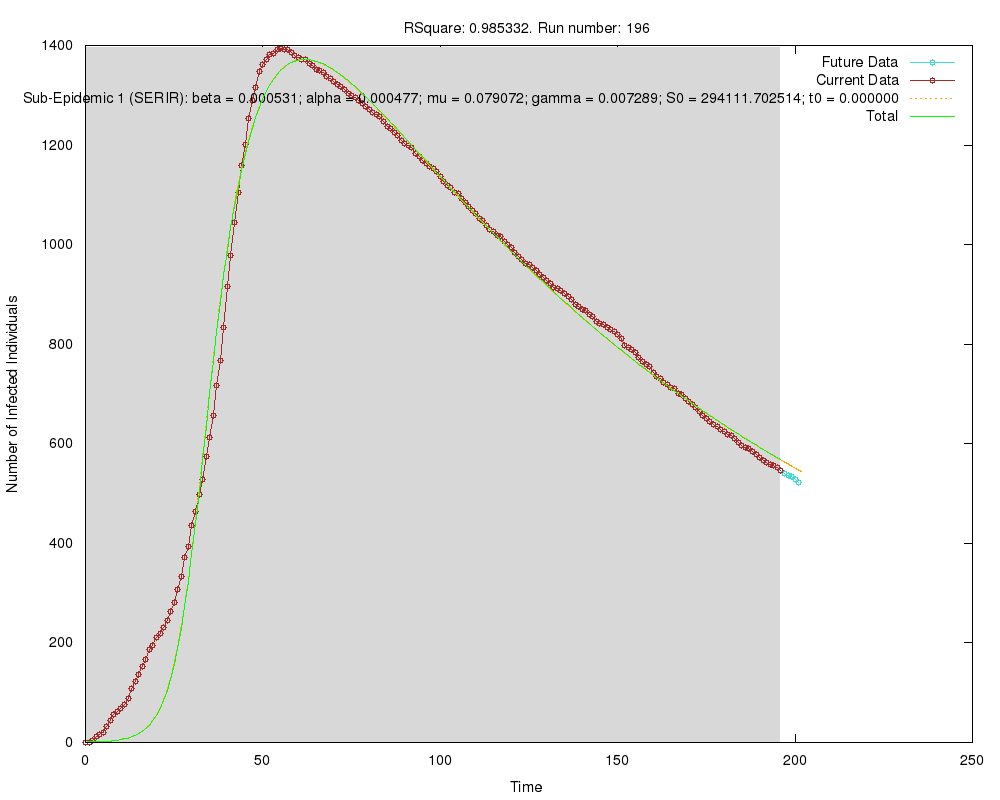 RSquare: 0.985332. Run number: 196
1400
1200
1000
800
600
400
200
0
Number of Infected Individuals
Future Data
Current Data
Sub-Epidemic 1 (SERIR): beta = 0.000531; alpha = 0.000477; mu = 0.079072; gamma = 0.007289; S0 = 294111.702514; t0 = 0.000000
Total
0 50 100 150 200 250
Time